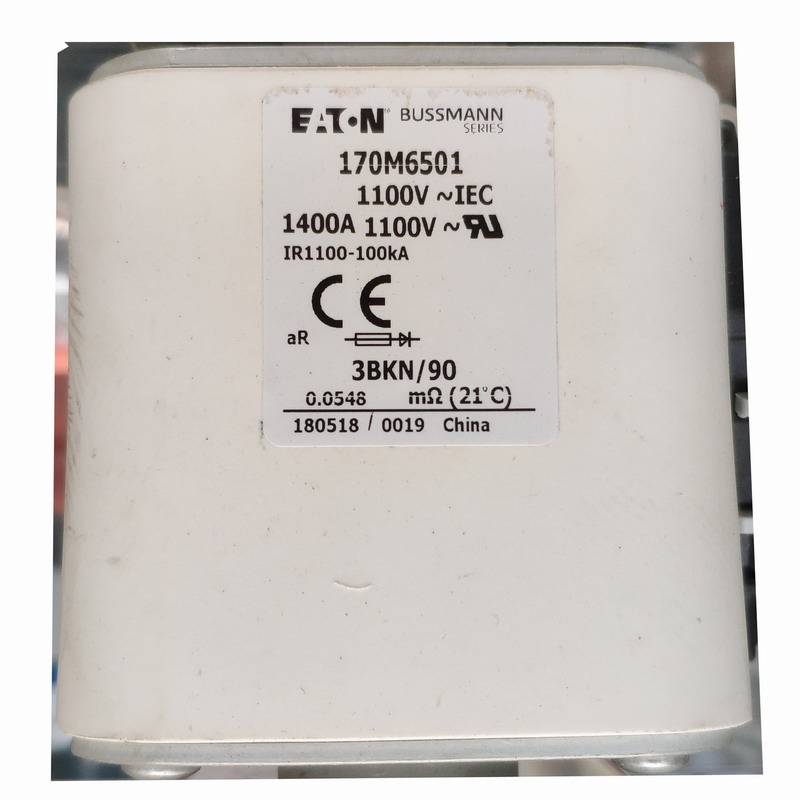 EATON BUSSMANN
SERIES
170M6501
1100V ~IEC
1400A 1100V ~ RU
IR1100-100kA
CE
aR
3BKN/90
0.0548 mΩ (21°C)
180518 / 0019 China